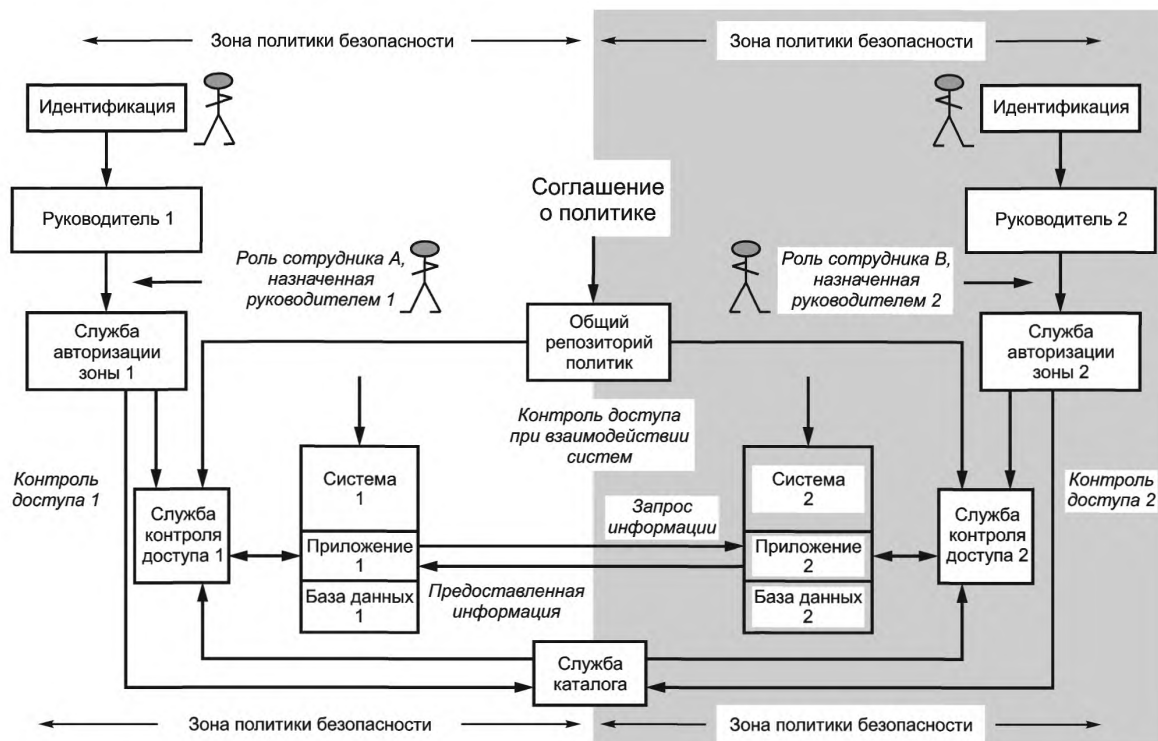 Зона политики безопасности
Зона политики безопасности
Идентификация
Идентификация
Руководитель 1
Соглашение
о политике
Руководитель 2
Роль сотрудника А,
назначенная
руководителем 1
Роль сотрудника В,
назначенная
руководителем 2
Служба
авторизации
зоны 1
Общий
репозиторий
политик
Служба
авторизации
зоны 2
Контроль доступа
при взаимодействии
систем
Контроль
доступа 1
Служба
контроля
доступа 1
Система
1
Приложение
1
База данных
1
Запрос
информации
Предоставленная
информация
Система
2
Приложение
2
База данных
2
Служба
контроля
доступа 2
Контроль
доступа 2
Служба
каталога
Зона политики безопасности
Зона политики безопасности